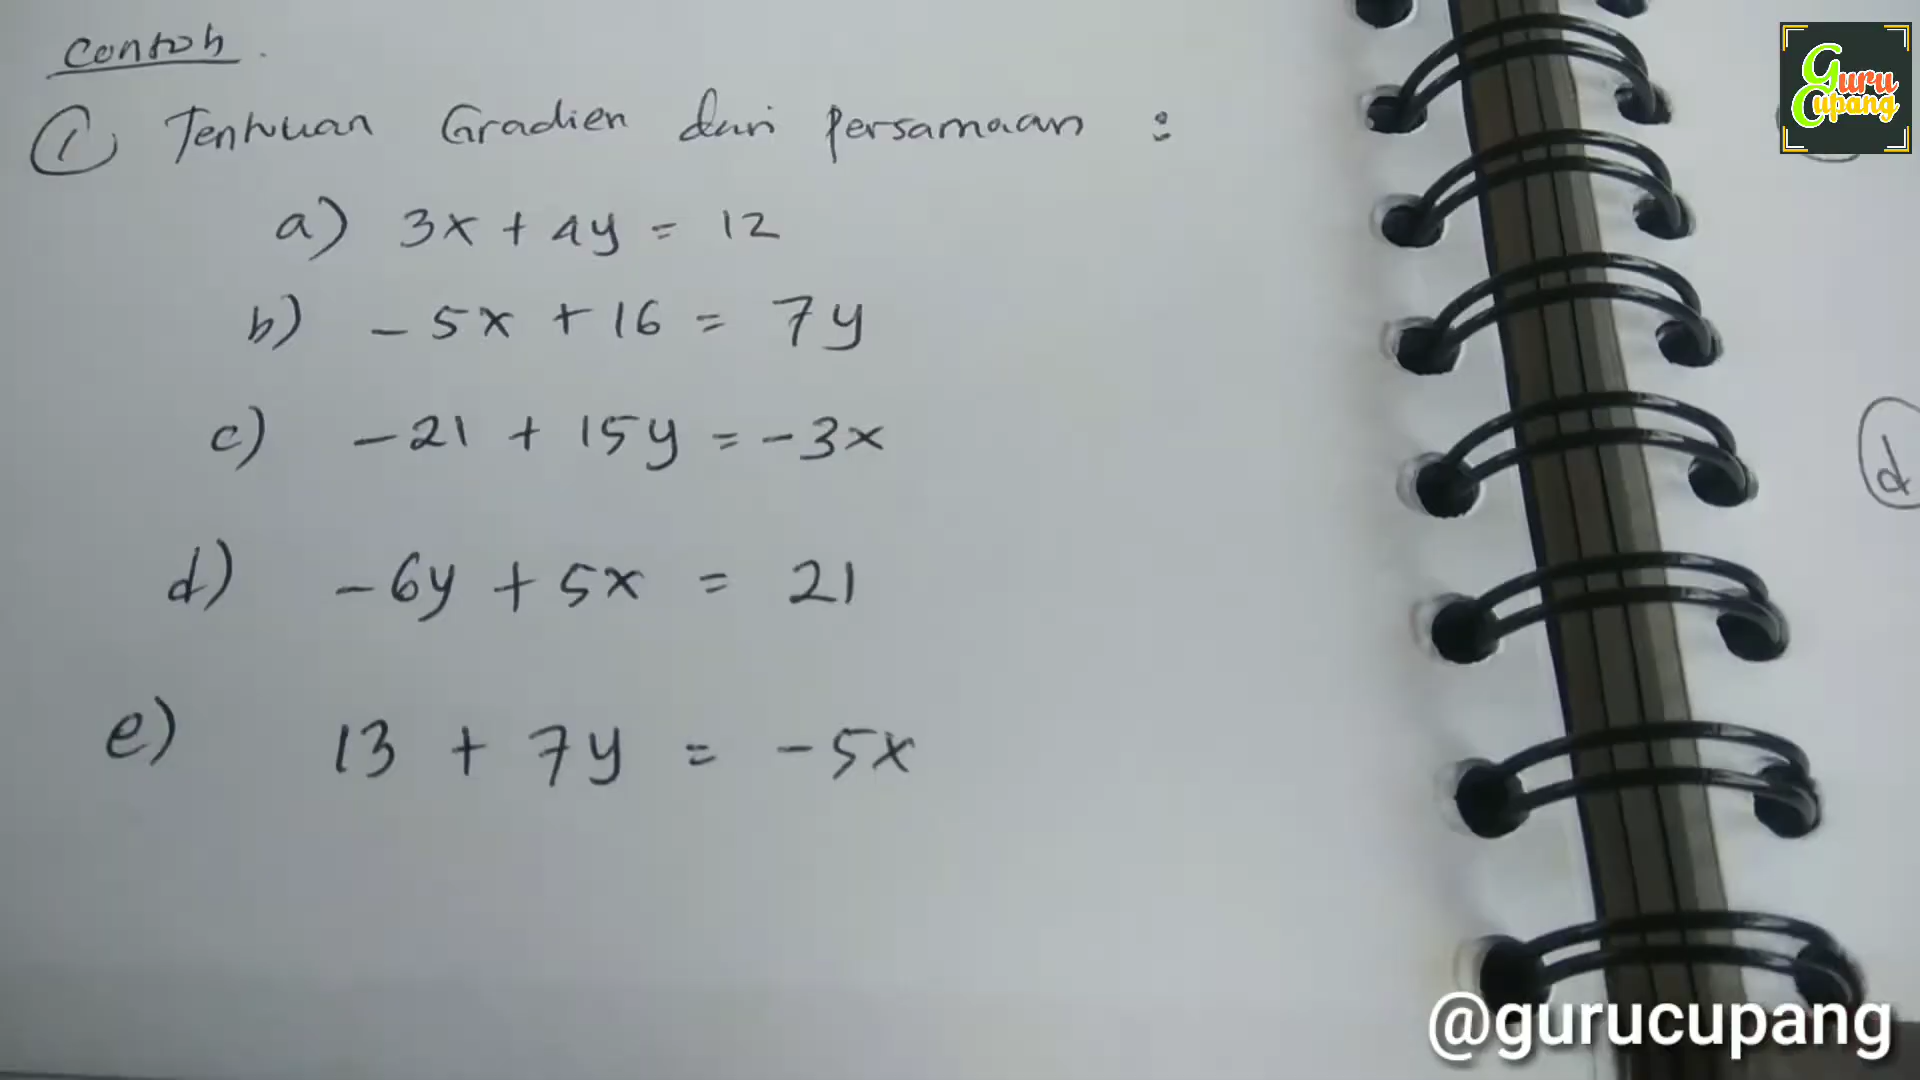 Contoh.
① Tentukan Gradien dari Persamaan :
a) 3x + 4y = 12
b) -5x + 16 = 7y
c) -21 + 15y = -3x
d) -6y + 5x = 21
e) 13 + 7y = -5x
d
Guru
Cupang
@gurucupang